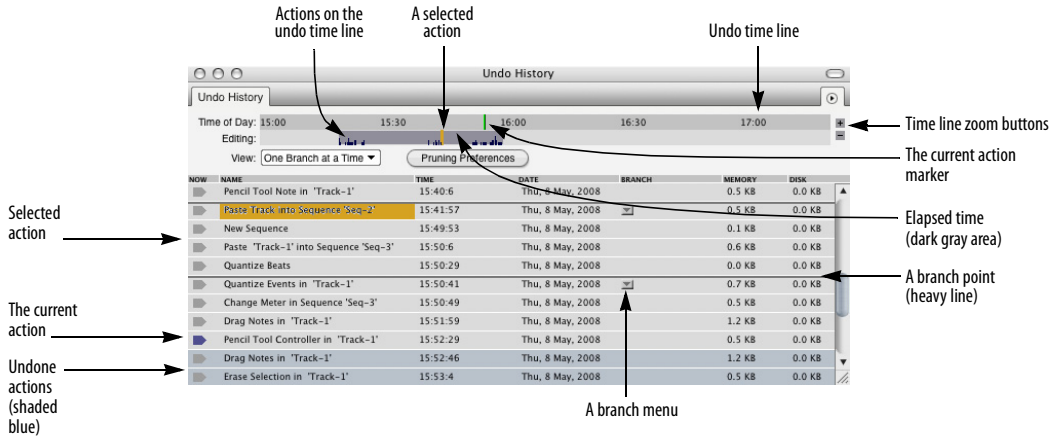 Actions on the
undo time line
A selected
action
Undo time line
Undo History
Undo History
Time of Day: 15:00 15:30 16:00 16:30 17:00
Editing:
View: One Branch at a Time Pruning Preferences
Time line zoom buttons
The current action
marker
NOW NAME TIME DATE BRANCH MEMORY DISK
Pencil Tool Note in 'Track-1' 15:40:6 Thu, 8 May, 2008 0.5 KB 0.0 KB
Paste Track into Sequence 'Seq-2' 15:41:57 Thu, 8 May, 2008 0.5 KB 0.0 KB
New Sequence 15:49:53 Thu, 8 May, 2008 0.1 KB 0.0 KB
Paste 'Track-1' into Sequence 'Seq-3' 15:50:6 Thu, 8 May, 2008 0.6 KB 0.0 KB
Quantize Beats 15:50:29 Thu, 8 May, 2008 0.0 KB 0.0 KB
Quantize Events in 'Track-1' 15:50:41 Thu, 8 May, 2008 0.7 KB 0.0 KB
Change Meter in Sequence 'Seq-3' 15:50:49 Thu, 8 May, 2008 0.5 KB 0.0 KB
Drag Notes in 'Track-1' 15:51:59 Thu, 8 May, 2008 1.2 KB 0.0 KB
Pencil Tool Controller in 'Track-1' 15:52:29 Thu, 8 May, 2008 0.5 KB 0.0 KB
Drag Notes in 'Track-1' 15:52:46 Thu, 8 May, 2008 1.2 KB 0.0 KB
Erase Selection in 'Track-1' 15:53:4 Thu, 8 May, 2008 0.5 KB 0.0 KB
Selected
action
The current
action
Undone
actions
(shaded
blue)
Elapsed time
(dark gray area)
A branch point
(heavy line)
A branch menu